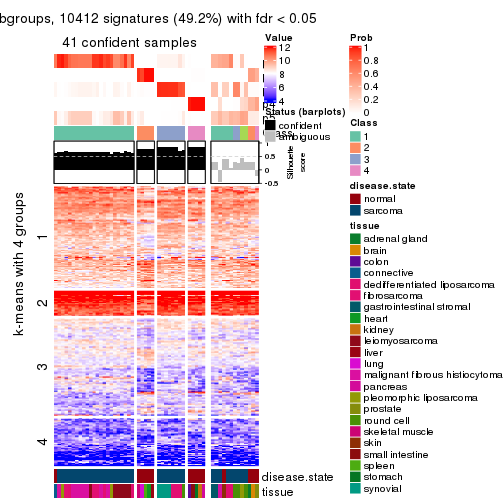 bgroups, 10412 signatures (49.2%) with fdr < 0.05
41 confident samples
Value
12
10
8
6
4
Prob
1
0.8
0.6
0.4
0.2
0
Status (barplots)
confident
ambiguous
Class
1
2
3
4
1
0.5
0
-0.5
Silhouette
score
disease.state
normal
sarcoma
tissue
adrenal gland
brain
colon
connective
dedifferentiated liposarcoma
fibrosarcoma
gastrointestinal stromal
heart
kidney
leiomyosarcoma
liver
lung
malignant fibrous histiocytoma
pancreas
pleomorphic liposarcoma
prostate
round cell
skeletal muscle
skin
small intestine
spleen
stomach
synovial
k-means with 4 groups
1
2
3
4
disease.state
tissue